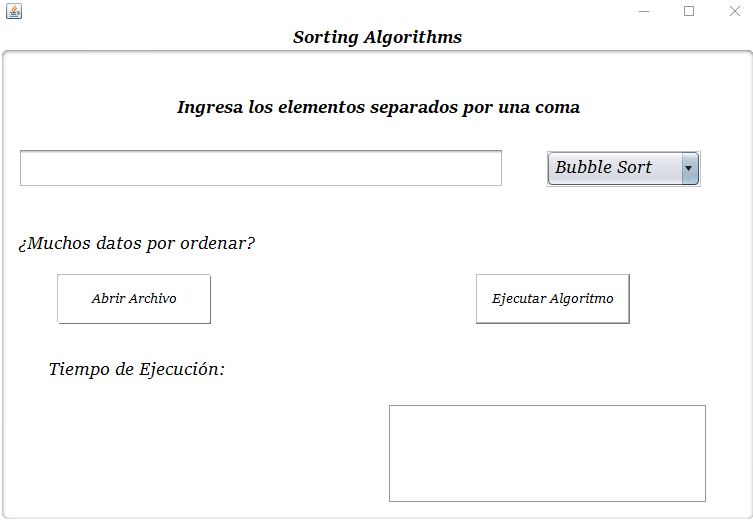 Sorting Algorithms
Ingresa los elementos separados por una coma
Bubble Sort
¿Muchos datos por ordenar?
Abrir Archivo
Ejecutar Algoritmo
Tiempo de Ejecución: